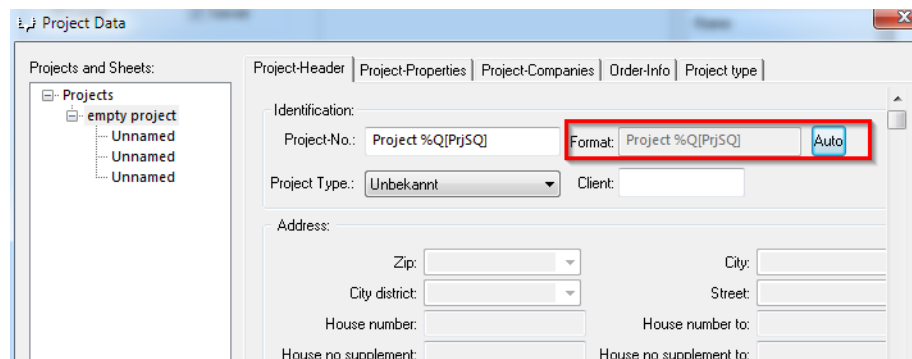 Project Data
Projects and Sheets:
Projects
empty project
Unnamed
Unnamed
Unnamed
Project-Header Project-Properties Project-Companies Order-Info Project type
Identification:
Project-No.: Project %Q[PrjSQ] Format: Project %Q[PrjSQ] Auto
Project Type.: Unbekannt Client:
Address:
Zip: City:
City district: Street:
House number: House number to:
House no supplement: House no supplement to: